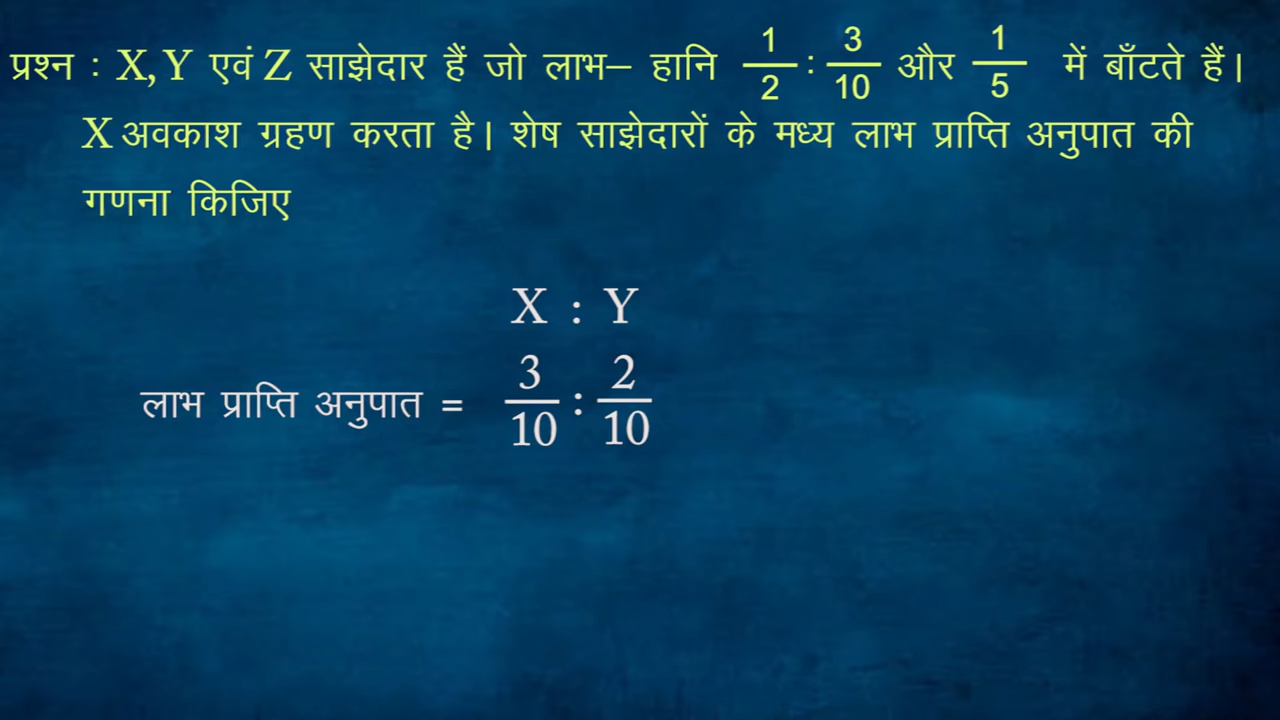 प्रश्न : X, Y एवं Z साझेदार हैं जो लाभ– हानि 1/2 : 3/10 और 1/5 में बाँटते हैं।
X अवकाश ग्रहण करता है। शेष साझेदारों के मध्य लाभ प्राप्ति अनुपात की
गणना किजिए
X : Y
लाभ प्राप्ति अनुपात = 3/10 : 2/10